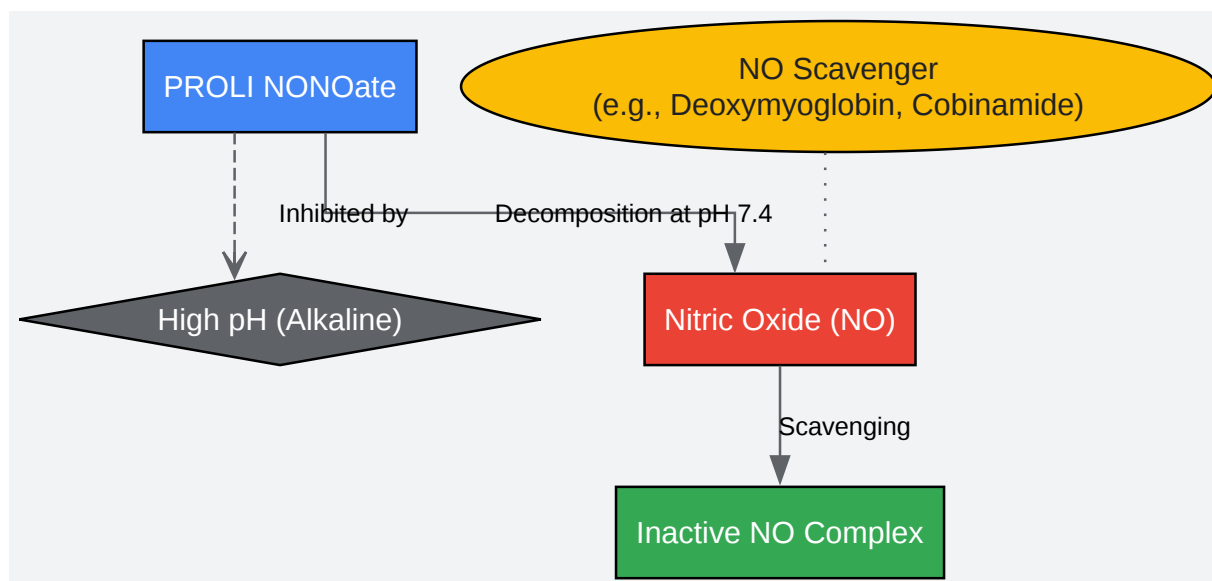 PROLI NONOate
NO Scavenger
(e.g., Deoxymyoglobin, Cobinamide)
Inhibited by
Decomposition at pH 7.4
High pH (Alkaline)
Nitric Oxide (NO)
Scavenging
Inactive NO Complex